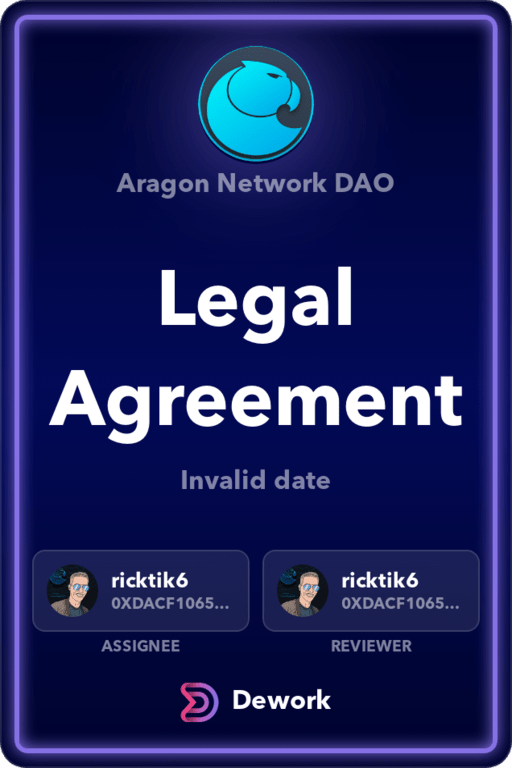 Aragon Network DAO
Legal
Agreement
Invalid date
ricktik6
0XDACF1065...
ASSIGNEE
ricktik6
0XDACF1065...
REVIEWER
Dework